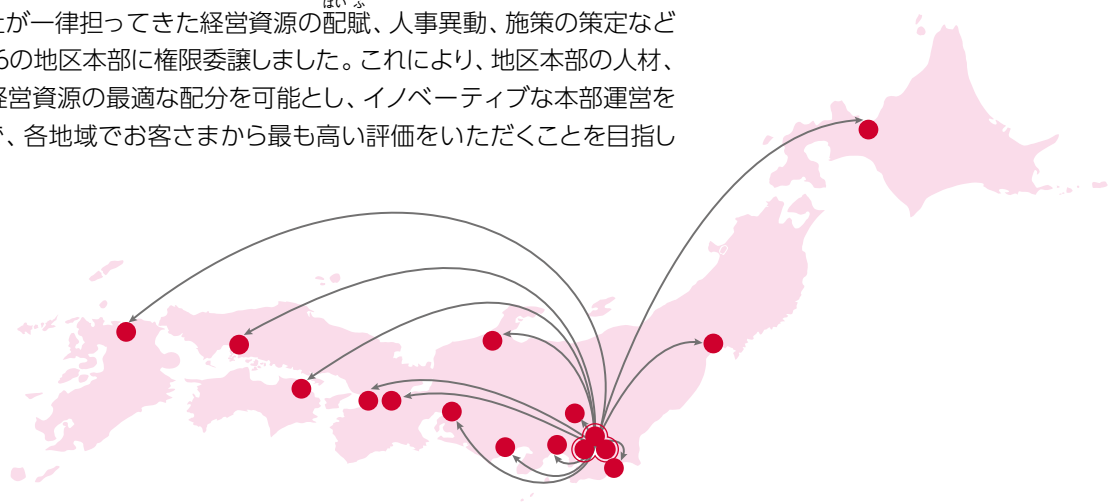 が一律担ってきた経営資源の配賦、人事異動、施策の策定など
の地区本部に権限委譲しました。これにより、地区本部の人材、
経営資源の最適な配分を可能とし、イノベーティブな本部運営を
、各地域でお客さまから最も高い評価をいただくことを目指し